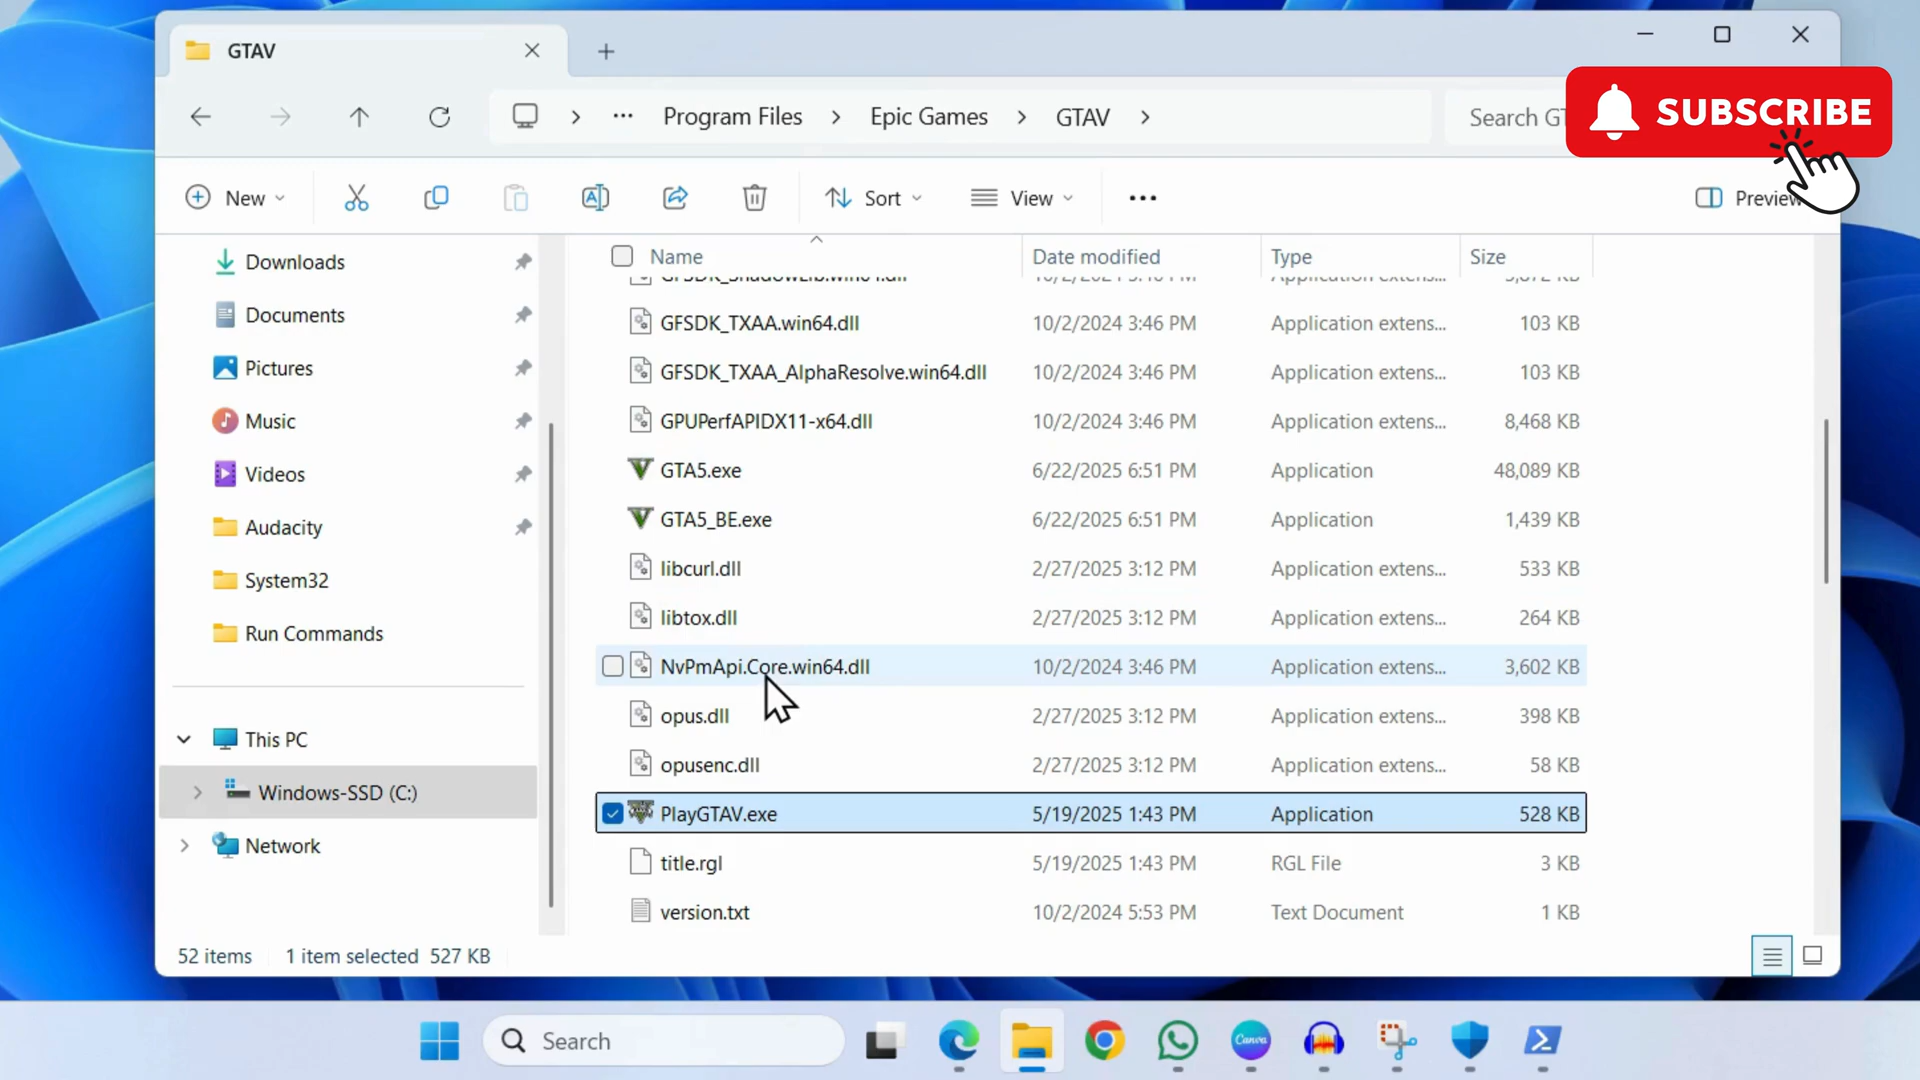 GTAV
Program Files
Epic Games
GTAV
Search GT
SUBSCRIBE
New
Sort
View
Preview
Name
Date modified
Type
Size
Downloads
Documents
Pictures
Music
Videos
Audacity
System32
Run Commands
This PC
Windows-SSD (C:)
Network
GFSDK_ShadowLib.win64.dll
GFSDK_TXAA.win64.dll 10/2/2024 3:46 PM Application extens... 103 KB
GFSDK_TXAA_AlphaResolve.win64.dll 10/2/2024 3:46 PM Application extens... 103 KB
GPUPerfAPIDX11-x64.dll 10/2/2024 3:46 PM Application extens... 8,468 KB
GTA5.exe 6/22/2025 6:51 PM Application 48,089 KB
GTA5_BE.exe 6/22/2025 6:51 PM Application 1,439 KB
libcurl.dll 2/27/2025 3:12 PM Application extens... 533 KB
libtox.dll 2/27/2025 3:12 PM Application extens... 264 KB
NvPmApi.Core.win64.dll 10/2/2024 3:46 PM Application extens... 3,602 KB
opus.dll 2/27/2025 3:12 PM Application extens... 398 KB
opusenc.dll 2/27/2025 3:12 PM Application extens... 58 KB
PlayGTAV.exe 5/19/2025 1:43 PM Application 528 KB
title.rgl 5/19/2025 1:43 PM RGL File 3 KB
version.txt 10/2/2024 5:53 PM Text Document 1 KB
52 items 1 item selected 527 KB
Search
Canva